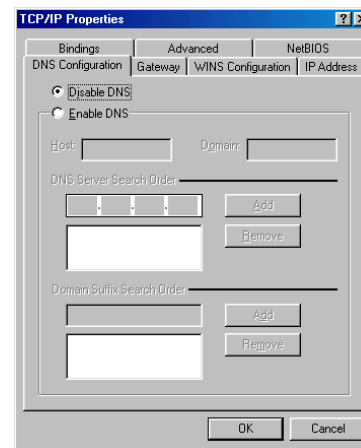 TCP/IP Properties
Bindings Advanced NetBIOS
DNS Configuration Gateway WINS Configuration IP Address
Disable DNS
Enable DNS
Host: Domain:
DNS Server Search Order
. . . Add
Remove
Domain Suffix Search Order
Add
Remove
OK Cancel